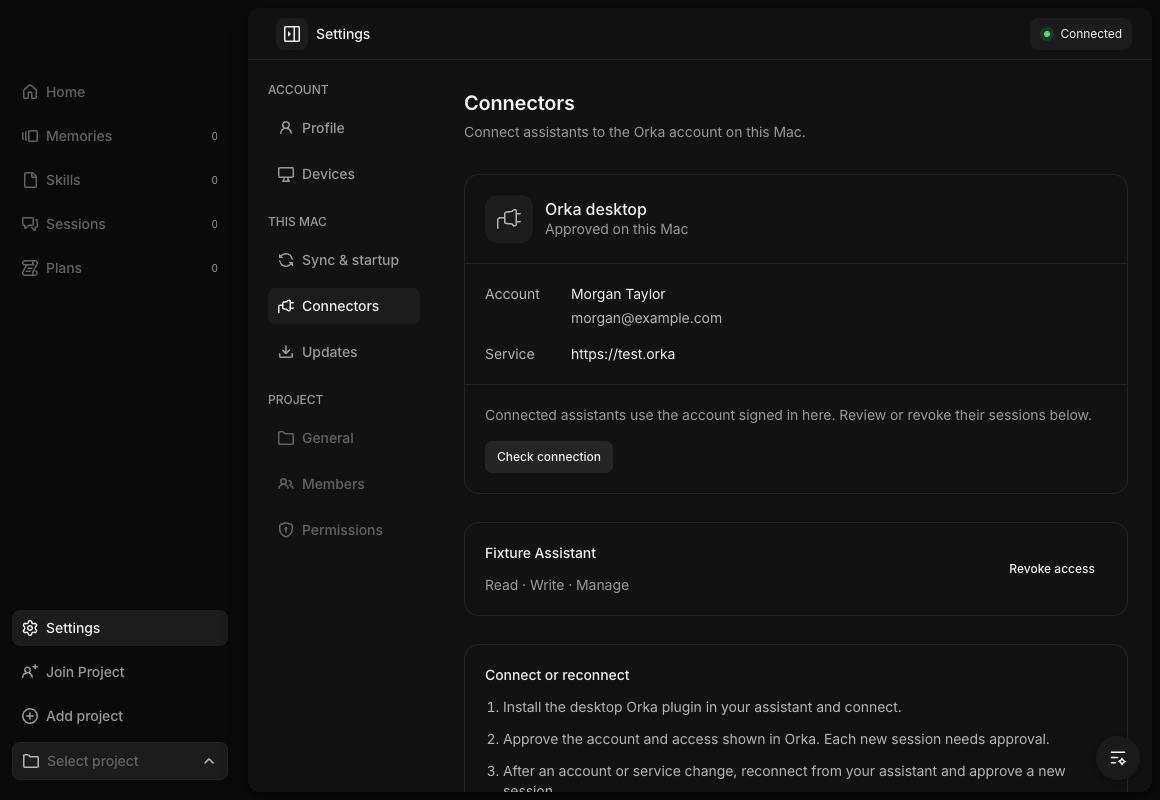 Settings
Connected
Home
Memories 0
Skills 0
Sessions 0
Plans 0
Settings
Join Project
Add project
Select project
ACCOUNT
Profile
Devices
THIS MAC
Sync & startup
Connectors
Updates
PROJECT
General
Members
Permissions
Connectors
Connect assistants to the Orka account on this Mac.
Orka desktop
Approved on this Mac
Account Morgan Taylor
morgan@example.com
Service https://test.orka
Connected assistants use the account signed in here. Review or revoke their sessions below.
Check connection
Fixture Assistant
Read · Write · Manage
Revoke access
Connect or reconnect
1. Install the desktop Orka plugin in your assistant and connect.
2. Approve the account and access shown in Orka. Each new session needs approval.
3. After an account or service change, reconnect from your assistant and approve a new
session.